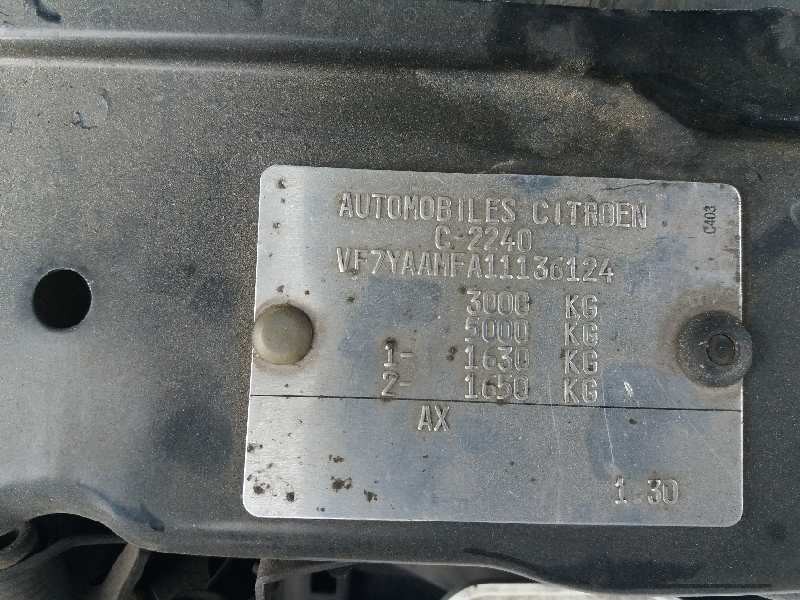 AUTOMOBILES CITROEN
C 2240
VF7YAAMFA11136124
3000 KG
5000 KG
1- 1630 KG
2- 1650 KG
AX
1 30
C403